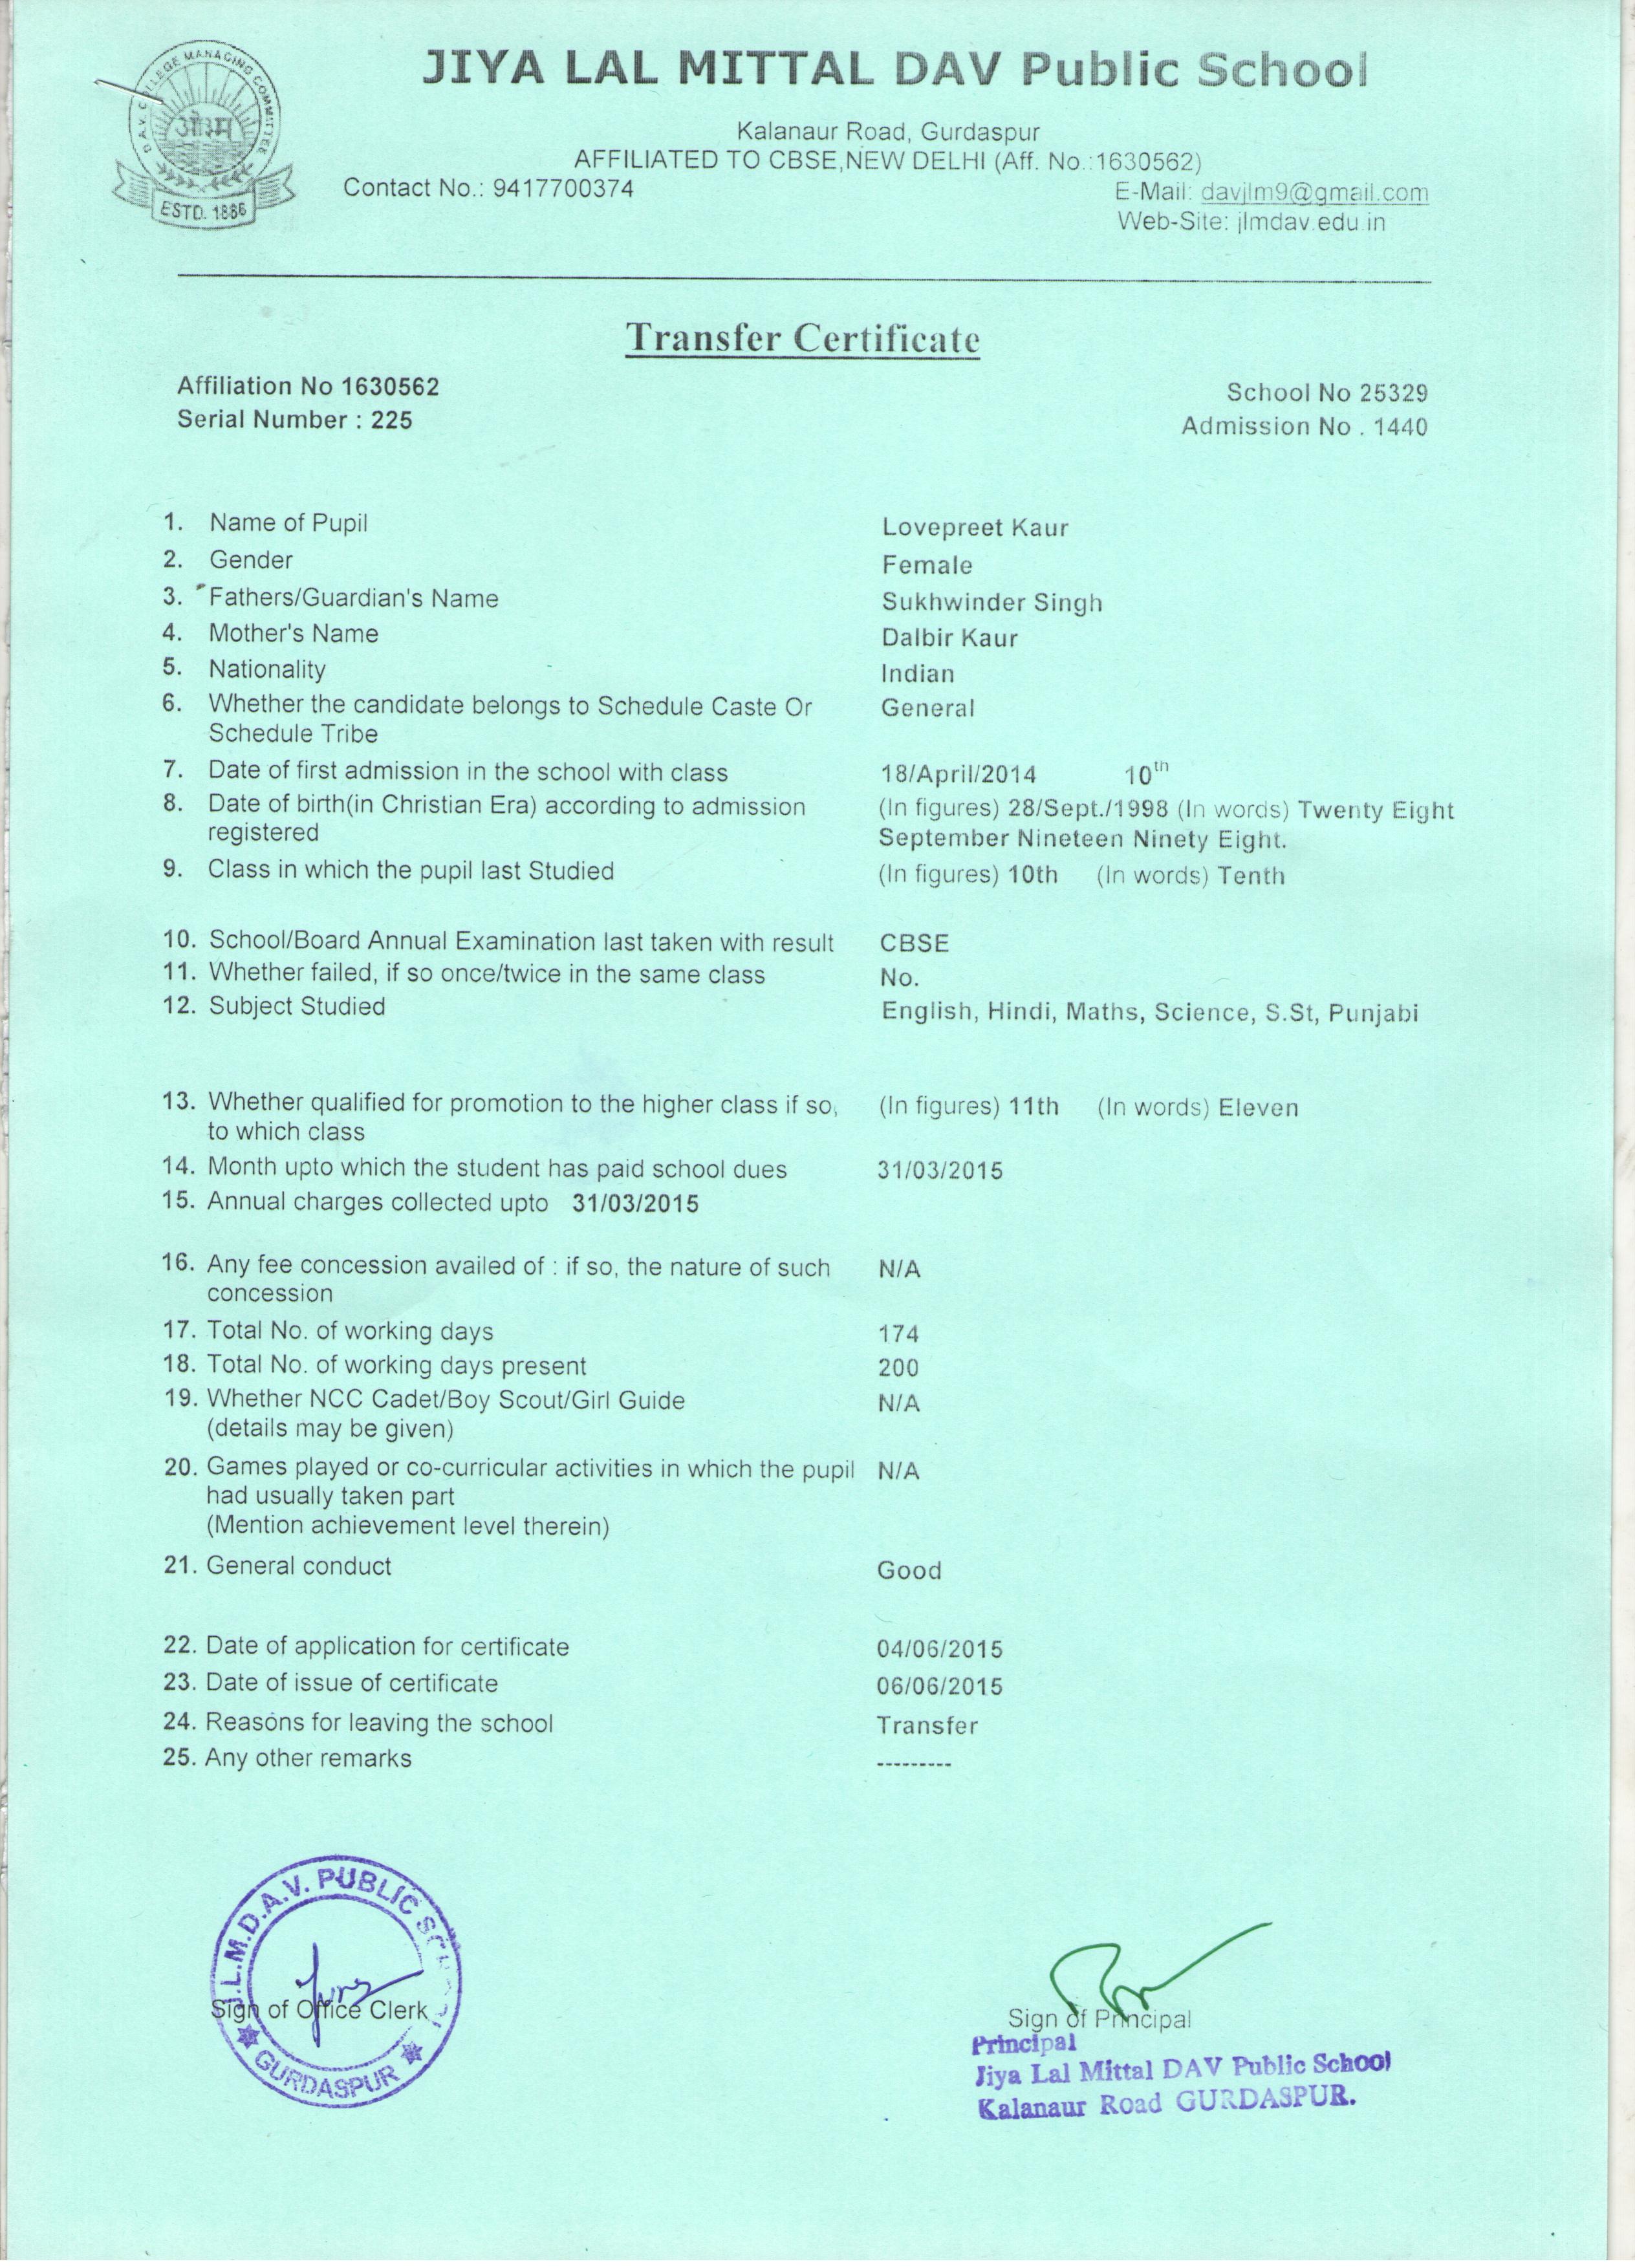 D.A.V. COLLEGE MANAGING COMMITTEE
ओ३म
ESTD. 1886
JIYA LAL MITTAL DAV Public School
Kalanaur Road, Gurdaspur
AFFILIATED TO CBSE,NEW DELHI (Aff. No.:1630562)
Contact No.: 9417700374 E-Mail: davjlm9@gmail.com
Web-Site: jlmdav.edu.in
Transfer Certificate
Affiliation No 1630562 School No 25329
Serial Number : 225 Admission No . 1440
1. Name of Pupil Lovepreet Kaur
2. Gender Female
3. Fathers/Guardian's Name Sukhwinder Singh
4. Mother's Name Dalbir Kaur
5. Nationality Indian
6. Whether the candidate belongs to Schedule Caste Or General
Schedule Tribe
7. Date of first admission in the school with class 18/April/2014 10th
8. Date of birth(in Christian Era) according to admission (In figures) 28/Sept./1998 (In words) Twenty Eight
registered September Nineteen Ninety Eight.
9. Class in which the pupil last Studied (In figures) 10th (In words) Tenth
10. School/Board Annual Examination last taken with result CBSE
11. Whether failed, if so once/twice in the same class No.
12. Subject Studied English, Hindi, Maths, Science, S.St, Punjabi
13. Whether qualified for promotion to the higher class if so, (In figures) 11th (In words) Eleven
to which class
14. Month upto which the student has paid school dues 31/03/2015
15. Annual charges collected upto 31/03/2015
16. Any fee concession availed of : if so, the nature of such N/A
concession
17. Total No. of working days 174
18. Total No. of working days present 200
19. Whether NCC Cadet/Boy Scout/Girl Guide N/A
(details may be given)
20. Games played or co-curricular activities in which the pupil N/A
had usually taken part
(Mention achievement level therein)
21. General conduct Good
22. Date of application for certificate 04/06/2015
23. Date of issue of certificate 06/06/2015
24. Reasons for leaving the school Transfer
25. Any other remarks ---------
J.L.M.D.A.V. PUBLIC SCHOOL
GURDASPUR
Sign of Office Clerk Sign of Principal
Principal
Jiya Lal Mittal DAV Public School
Kalanaur Road GURDASPUR.